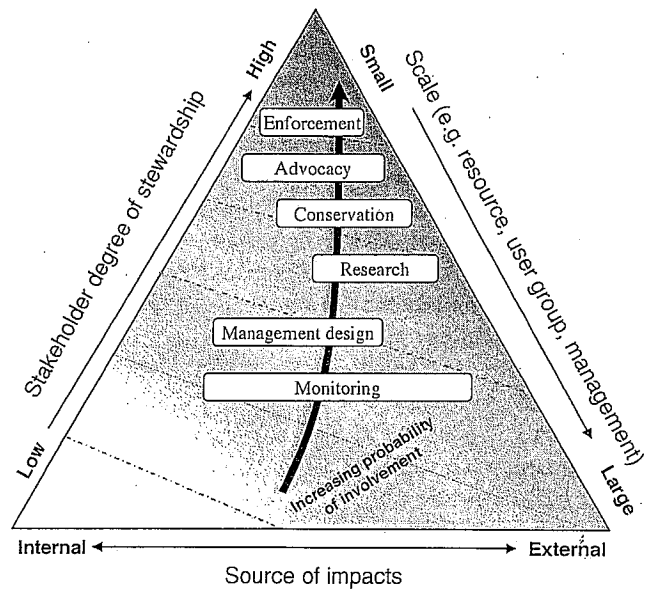 High
Small
Stakeholder degree of stewardship
Scale (e.g. resource, user group, management)
Enforcement
Advocacy
Conservation
Research
Management design
Monitoring
Increasing probability
of involvement
Low
Large
Internal
External
Source of impacts